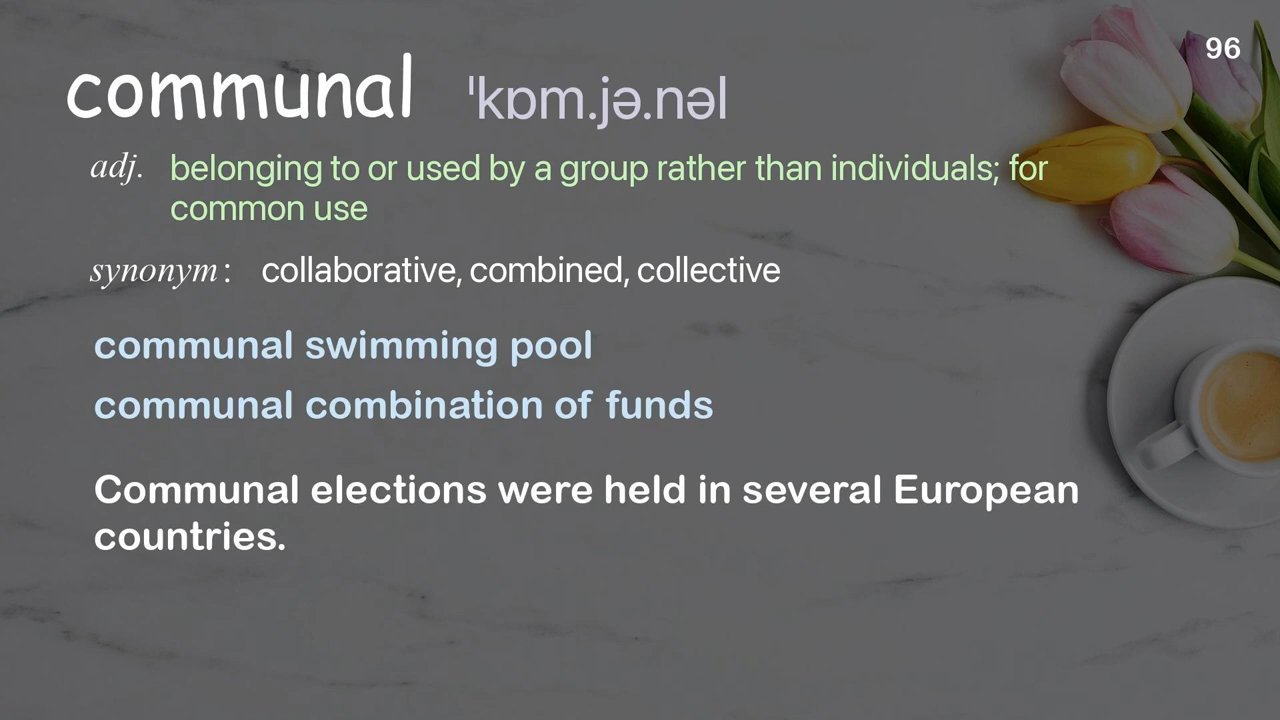 96
communal ˈkɒm.jə.nəl
adj. belonging to or used by a group rather than individuals; for
common use
synonym: collaborative, combined, collective
communal swimming pool
communal combination of funds
Communal elections were held in several European
countries.